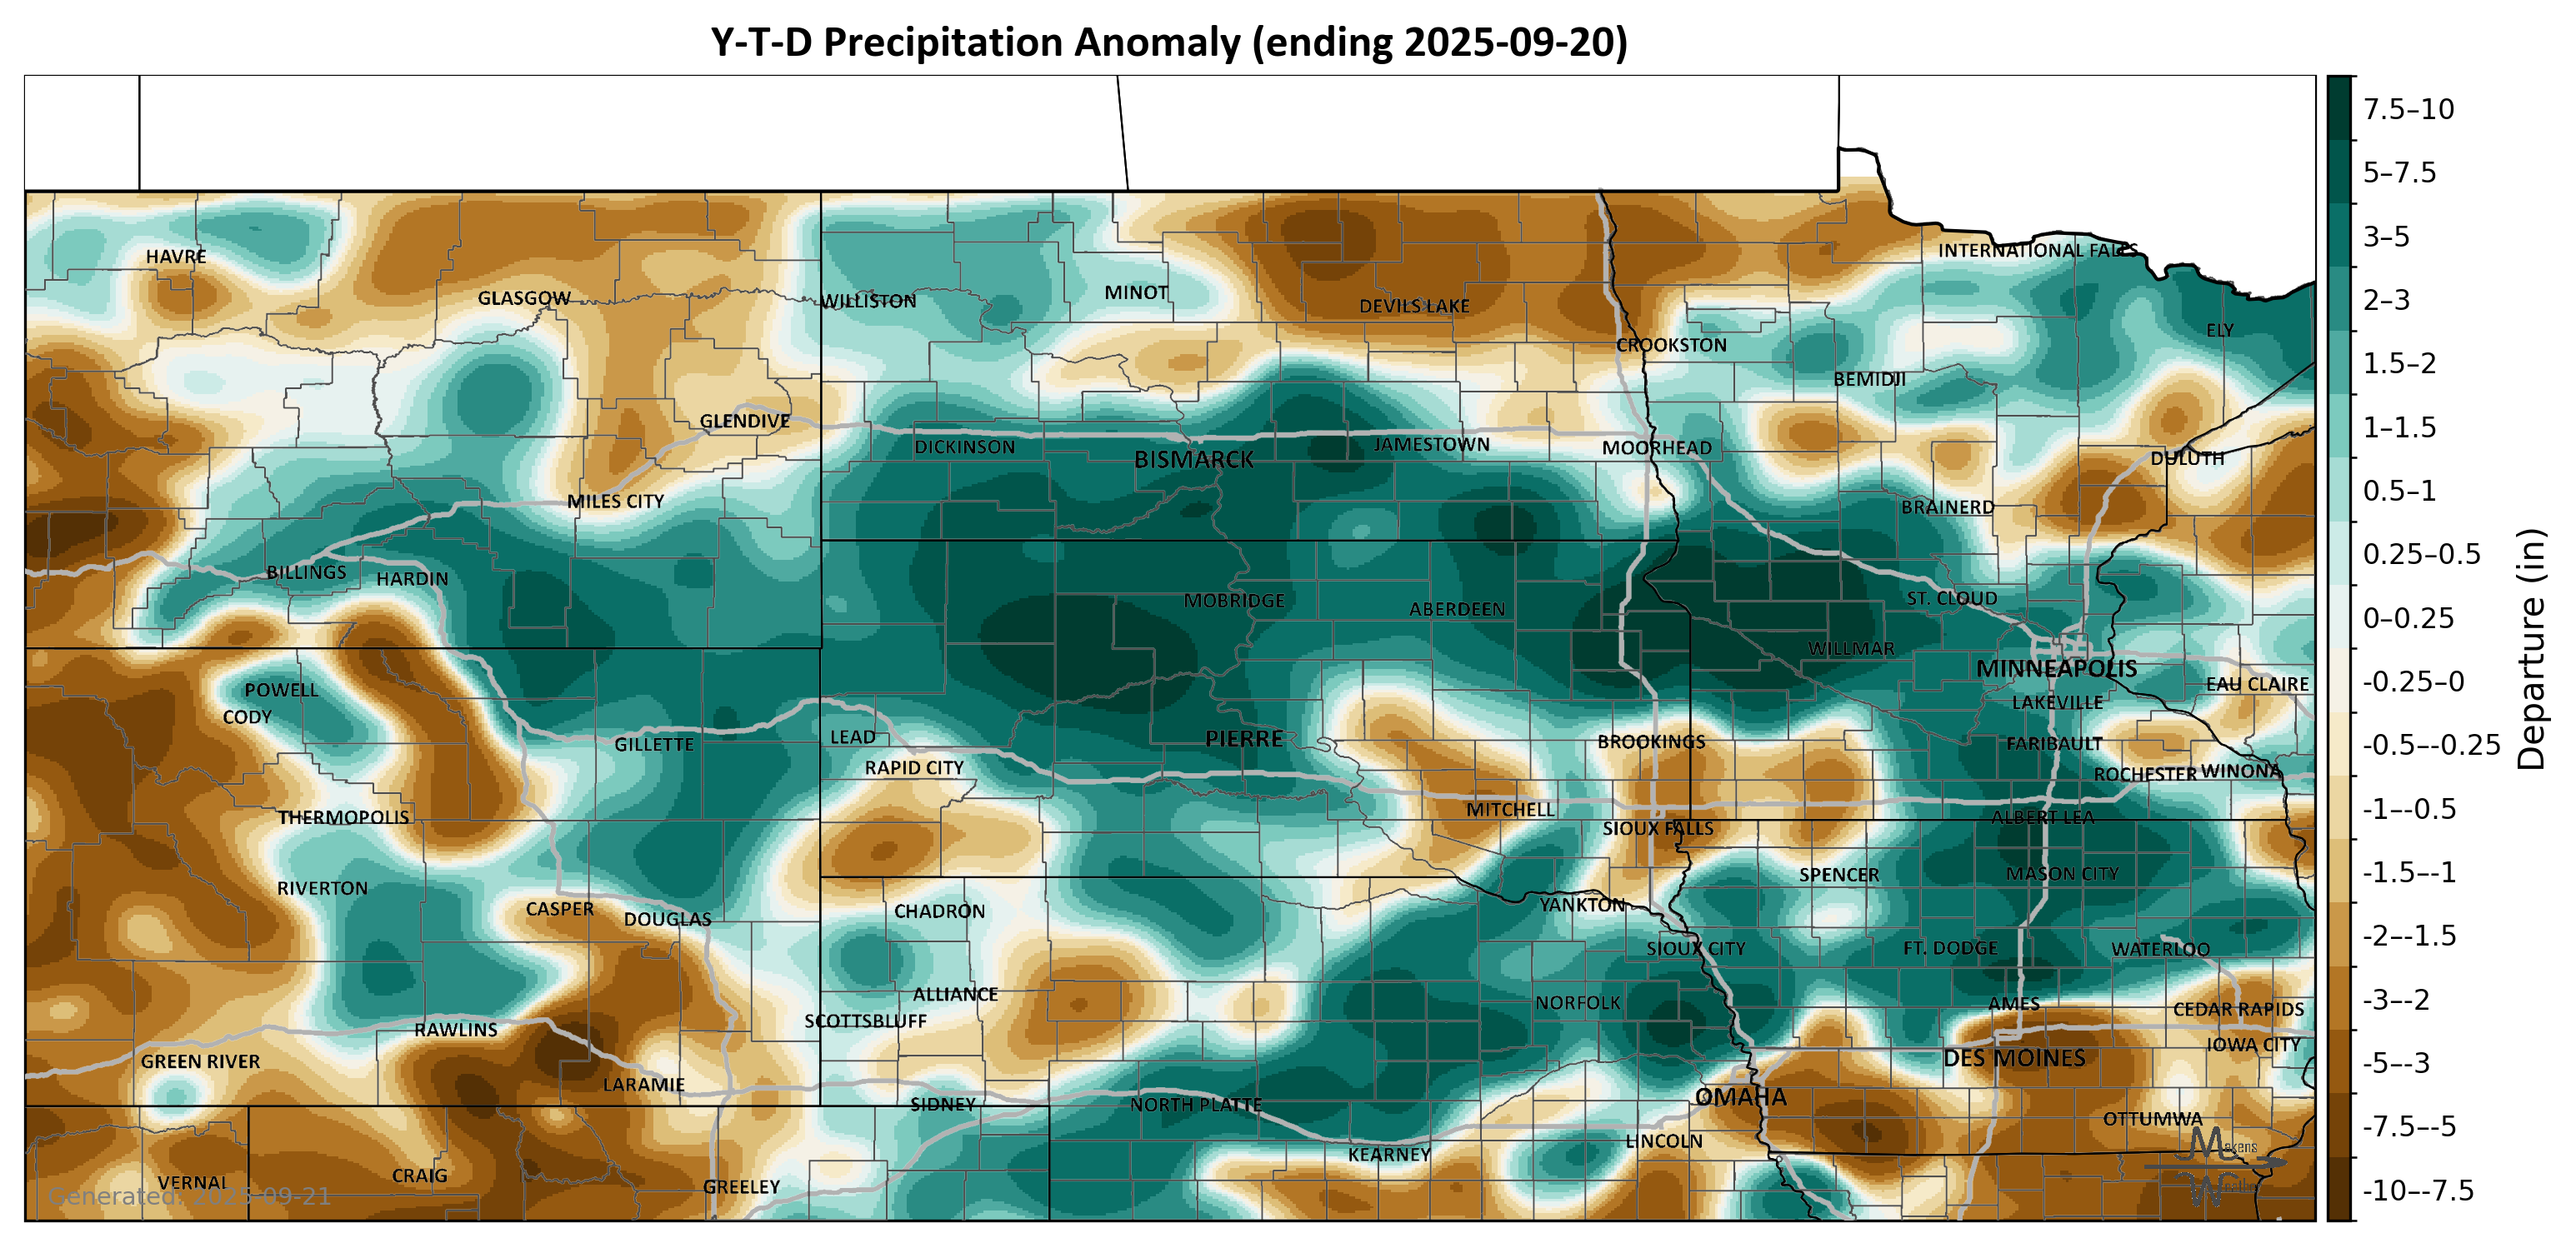 Y-T-D Precipitation Anomaly (ending 2025-09-20)
7.5–10
5–7.5
3–5
2–3
1.5–2
1–1.5
0.5–1
0.25–0.5
0–0.25
-0.25–0
-0.5–-0.25
-1–-0.5
-1.5–-1
-2–-1.5
-3–-2
-5–-3
-7.5–-5
-10–-7.5
Departure (in)
INTERNATIONAL FALLS
HAVRE
GLASGOW
WILLISTON
MINOT
DEVILS LAKE
ELY
CROOKSTON
BEMIDJI
GLENDIVE
DICKINSON
BISMARCK
JAMESTOWN
MOORHEAD
DULUTH
MILES CITY
BRAINERD
BILLINGS
HARDIN
MOBRIDGE
ABERDEEN
ST. CLOUD
WILLMAR
MINNEAPOLIS
POWELL
CODY
EAU CLAIRE
LAKEVILLE
GILLETTE
LEAD
PIERRE
BROOKINGS
FARIBAULT
RAPID CITY
ROCHESTER
WINONA
THERMOPOLIS
MITCHELL
SIOUX FALLS
ALBERT LEA
RIVERTON
SPENCER
MASON CITY
CASPER
DOUGLAS
CHADRON
YANKTON
SIOUX CITY
FT. DODGE
WATERLOO
ALLIANCE
NORFOLK
AMES
CEDAR RAPIDS
SCOTTSBLUFF
RAWLINS
GREEN RIVER
DES MOINES
IOWA CITY
LARAMIE
SIDNEY
NORTH PLATTE
OMAHA
OTTUMWA
LINCOLN
KEARNEY
VERNAL
CRAIG
GREELEY
Generated: 2025-09-21
Makens
Weather